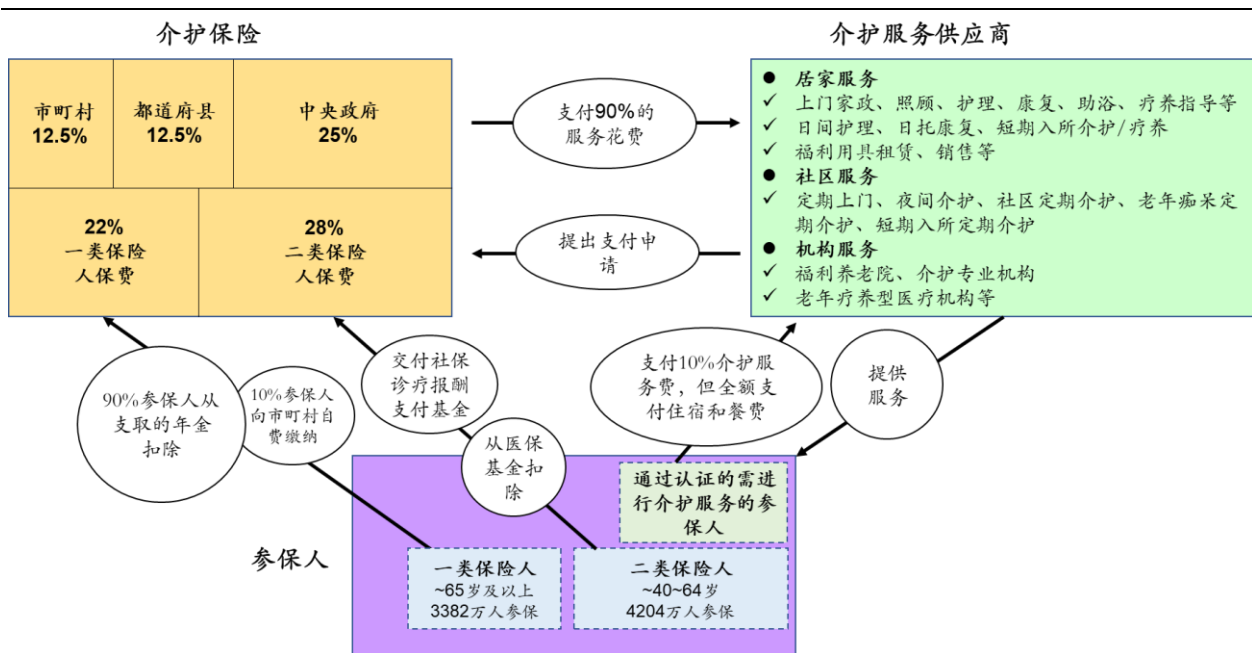 介护保险
介护服务供应商
市町村
12.5%
都道府县
12.5%
中央政府
25%
22%
一类保险
人保费
28%
二类保险
人保费
支付90%的
服务花费
提出支付申
请
● 居家服务
✓ 上门家政、照顾、护理、康复、助浴、疗养指导等
✓ 日间护理、日托康复、短期入所介护/疗养
✓ 福利用具租赁、销售等
● 社区服务
✓ 定期上门、夜间介护、社区定期介护、老年痴呆定
期介护、短期入所定期介护
● 机构服务
✓ 福利养老院、介护专业机构
✓ 老年疗养型医疗机构等
90%参保人从
支取的年金
扣除
10%参保人
向市町村自
费缴纳
交付社保
诊疗报酬
支付基金
从医保
基金扣
除
支付10%介护服
务费，但全额支
付住宿和餐费
提供
服务
通过认证的需进
行介护服务的参
保人
参保人
一类保险人
~65岁及以上
3382万人参保
二类保险人
~40~64岁
4204万人参保